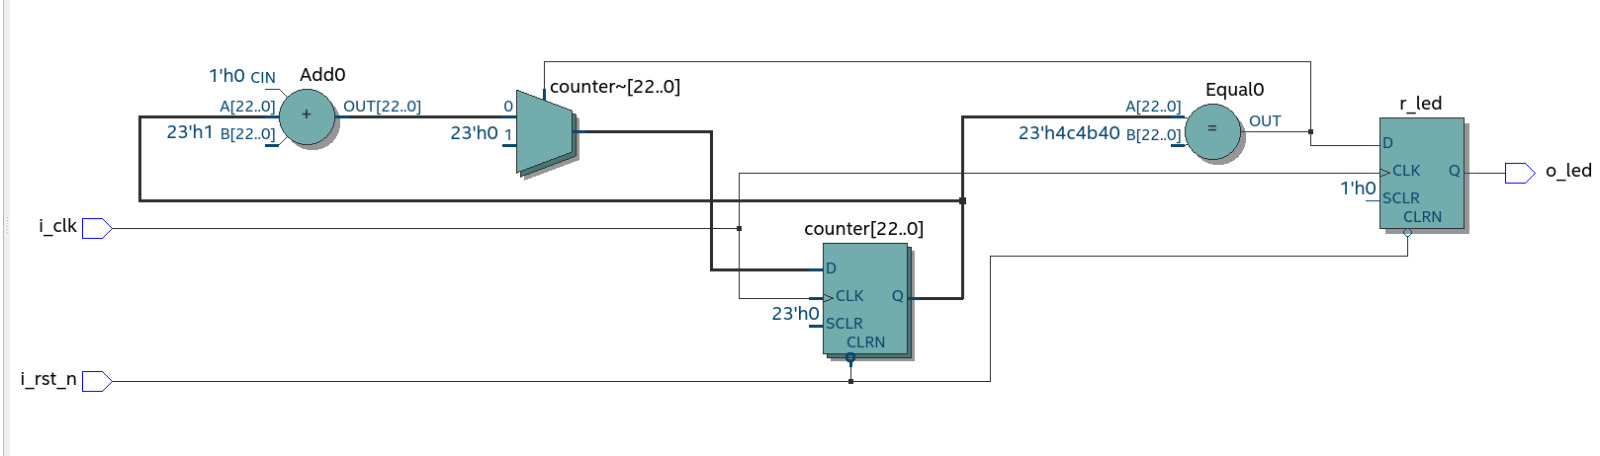 Add0
1'h0 CIN
A[22..0]
OUT[22..0]
23'h1 B[22..0]
+
counter~[22..0]
0
23'h0 1
Equal0
A[22..0]
23'h4c4b40 B[22..0]
=
OUT
r_led
D
CLK
Q
1'h0
SCLR
CLRN
o_led
i_clk
counter[22..0]
D
CLK
Q
23'h0
SCLR
CLRN
i_rst_n